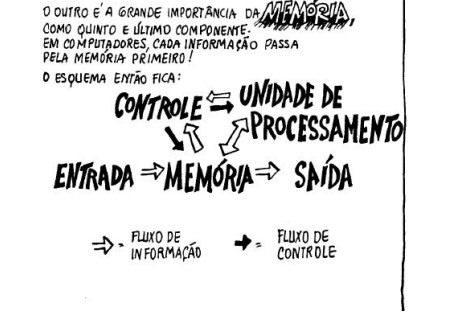 O OUTRO É A GRANDE IMPORTÂNCIA DA MEMÓRIA,
COMO QUINTO E ÚLTIMO COMPONENTE.
EM COMPUTADORES, CADA INFORMAÇÃO PASSA
PELA MEMÓRIA PRIMEIRO!
O ESQUEMA ENTÃO FICA:
CONTROLE ⇐ ➡ UNIDADE DE
PROCESSAMENTO
ENTRADA ⇒ MEMÓRIA ⇒ SAÍDA
⇒ = FLUXO DE
INFORMAÇÃO
➡ = FLUXO DE
CONTROLE